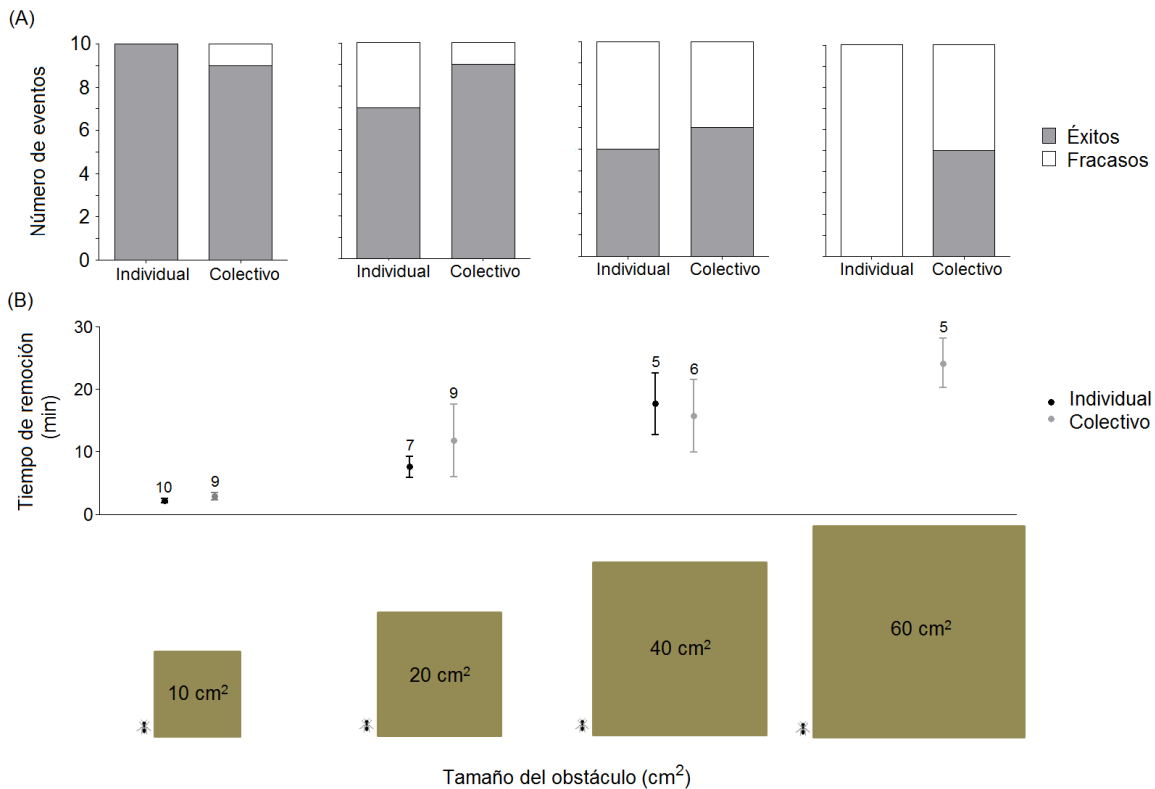 (A)
Número de eventos
10
8
6
4
2
0
Individual Colectivo
Individual Colectivo
Individual Colectivo
Individual Colectivo
Éxitos
Fracasos
(B)
Tiempo de remoción
(min)
30
20
10
0
10 9
7 9
5 6
5
Individual
Colectivo
10 cm²
20 cm²
40 cm²
60 cm²
Tamaño del obstáculo (cm²)